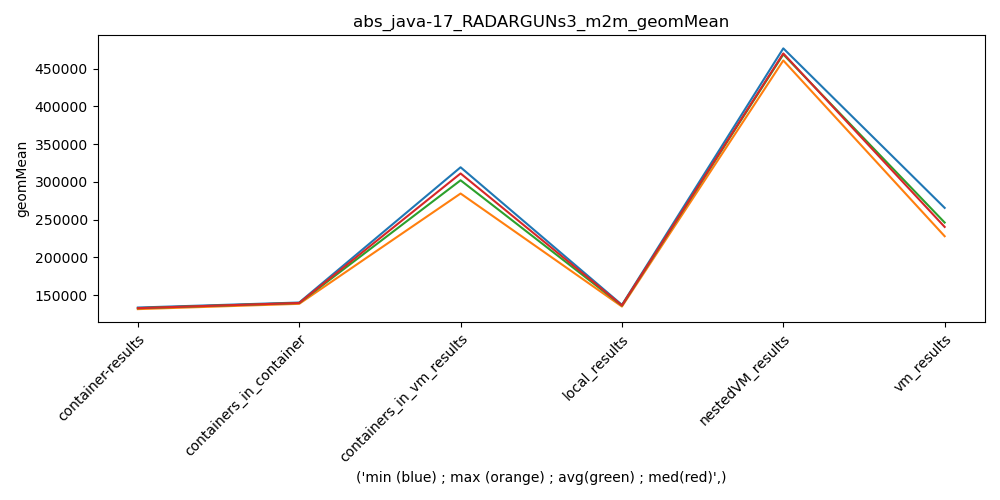 abs_java-17_RADARGUNs3_m2m_geomMean
geomMean
450000
400000
350000
300000
250000
200000
150000
container-results
containers_in_container
containers_in_vm_results
local_results
nestedVM_results
vm_results
('min (blue) ; max (orange) ; avg(green) ; med(red)',)